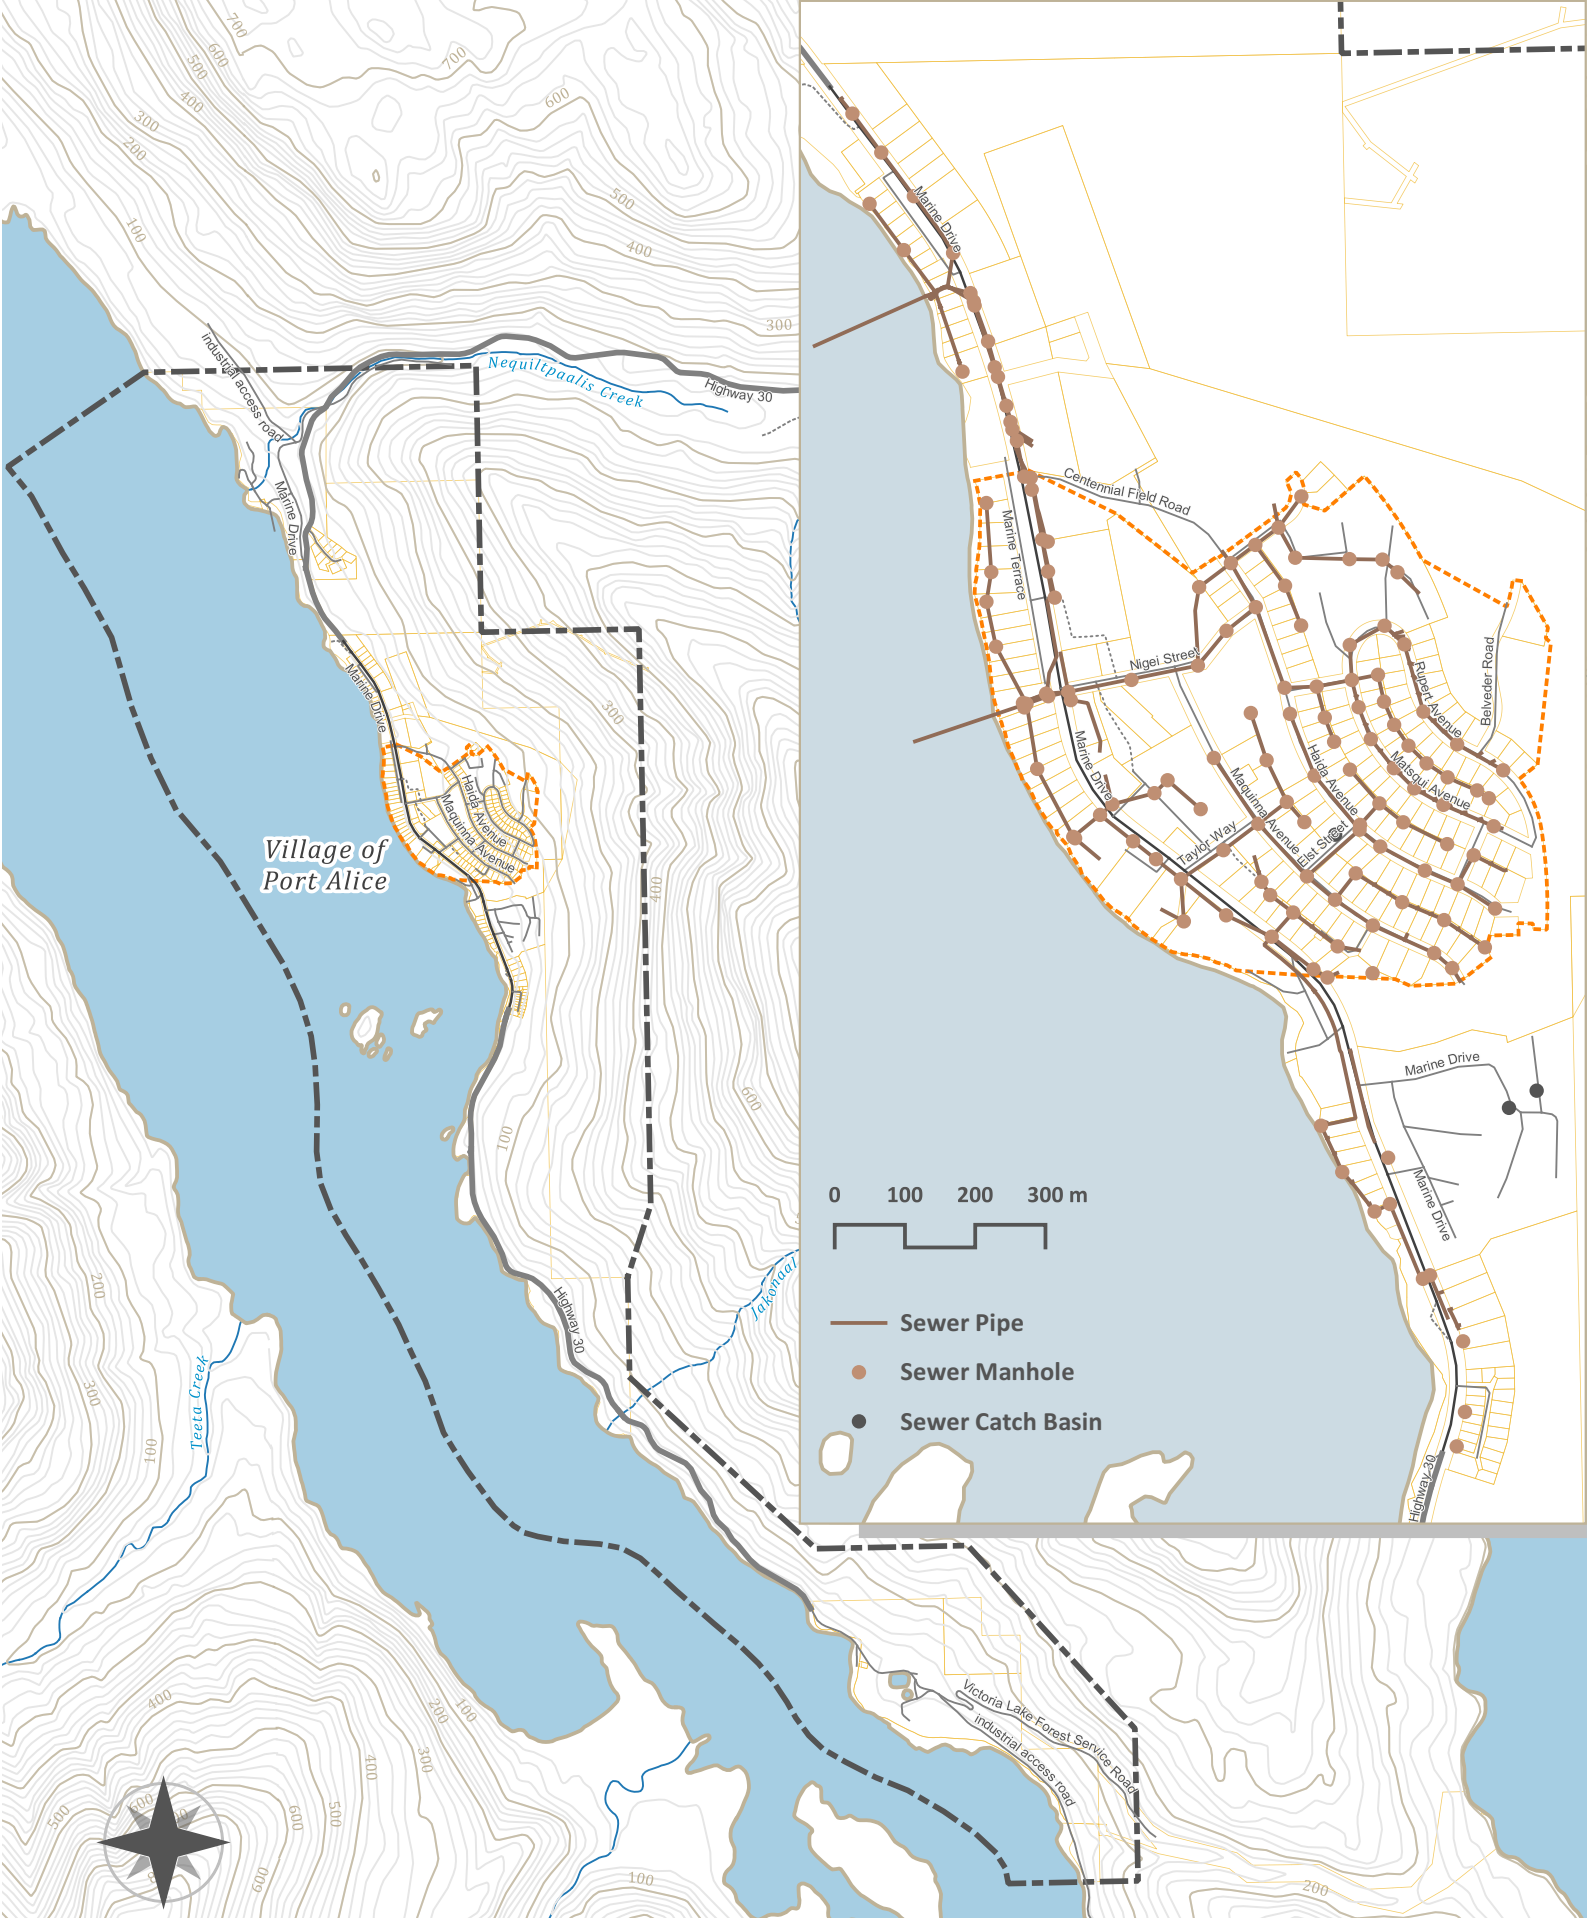 700
700
600
500
400
300
200
600
500
400
300
100
industrial access road
Nequiltpaalis Creek
Highway 30
Marine Drive
Marine Drive
Haida Avenue
Maquinna Avenue
Village of
Port Alice
300
400
600
100
Highway 30
Jakonaal
200
300
100
Teeta Creek
400
200
100
300
400
500
600
500
600
600
100
200
Victoria Lake Forest Service Road
industrial access road
Marine Drive
Centennial Field Road
Marine Terrace
Nigei Street
Marine Drive
Rupert Avenue
Belveder Road
Matsqui Avenue
Haida Avenue
Maquinna Avenue
Elst Street
Taylor Way
Marine Drive
Marine Drive
Highway 30
0 100 200 300 m
Sewer Pipe
Sewer Manhole
Sewer Catch Basin